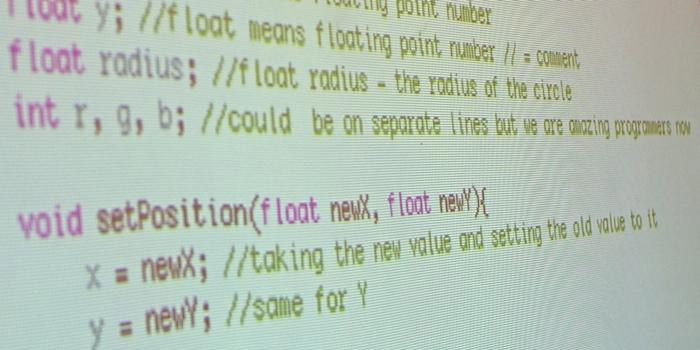 floating point number
float y; //float means floating point number // = comment
float radius; //float radius - the radius of the circle
int r, g, b; //could be on separate lines but we are amazing programmers now
void setPosition(float newX, float newY){
x = newX; //taking the new value and setting the old value to it
y = newY; //same for Y